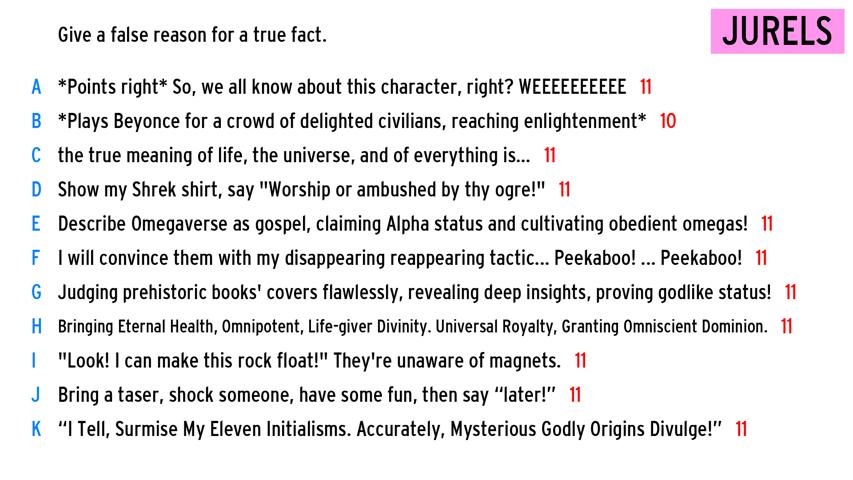 Give a false reason for a true fact.
JURELS
A *Points right* So, we all know about this character, right? WEEEEEEEEEE 11
B *Plays Beyonce for a crowd of delighted civilians, reaching enlightenment* 10
C the true meaning of life, the universe, and of everything is... 11
D Show my Shrek shirt, say "Worship or ambushed by thy ogre!" 11
E Describe Omegaverse as gospel, claiming Alpha status and cultivating obedient omegas! 11
F I will convince them with my disappearing reappearing tactic... Peekaboo! ... Peekaboo! 11
G Judging prehistoric books' covers flawlessly, revealing deep insights, proving godlike status! 11
H Bringing Eternal Health, Omnipotent, Life-giver Divinity. Universal Royalty, Granting Omniscient Dominion. 11
I "Look! I can make this rock float!" They're unaware of magnets. 11
J Bring a taser, shock someone, have some fun, then say “later!” 11
K “I Tell, Surmise My Eleven Initialisms. Accurately, Mysterious Godly Origins Divulge!” 11